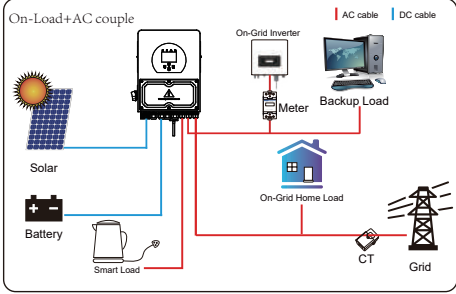 On-Load+AC couple
AC cable
DC cable
On-Grid Inverter
Meter
Backup Load
Solar
On-Grid Home Load
Battery
Smart Load
CT
Grid